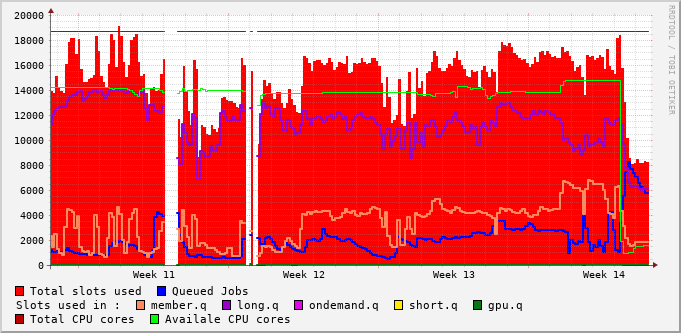 20000
18000
16000
14000
12000
10000
8000
6000
4000
2000
0
Week 11 Week 12 Week 13 Week 14
RRDTOOL / TOBI OETIKER
Total slots used Queued Jobs
Slots used in : member.q long.q ondemand.q short.q gpu.q
Total CPU cores Availale CPU cores